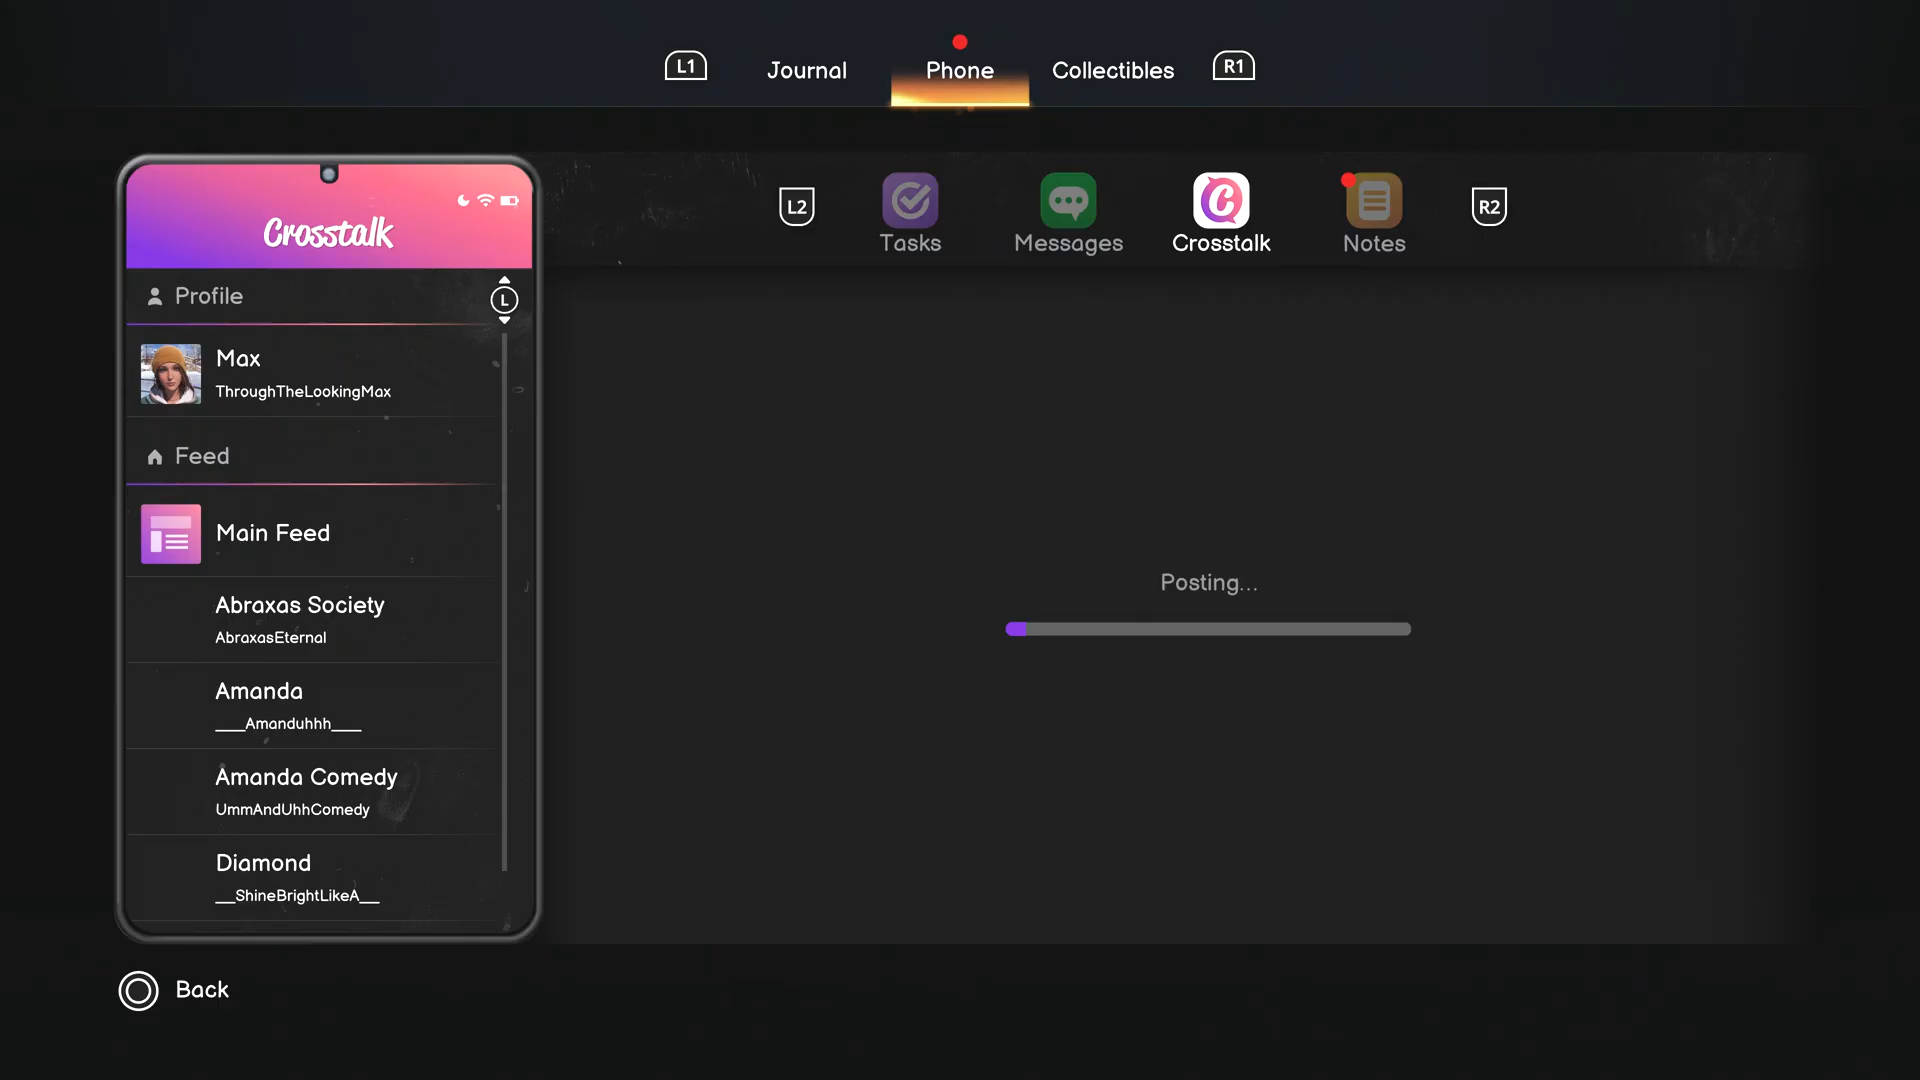 L1
Journal
Phone
Collectibles
R1
Crosstalk
L2
Tasks
Messages
Crosstalk
Notes
R2
Profile
L
Max
ThroughTheLookingMax
Feed
Main Feed
Abraxas Society
AbraxasEternal
Amanda
___Amanduhhh___
Amanda Comedy
UmmAndUhhComedy
Diamond
__ShineBrightLikeA__
Posting...
Back